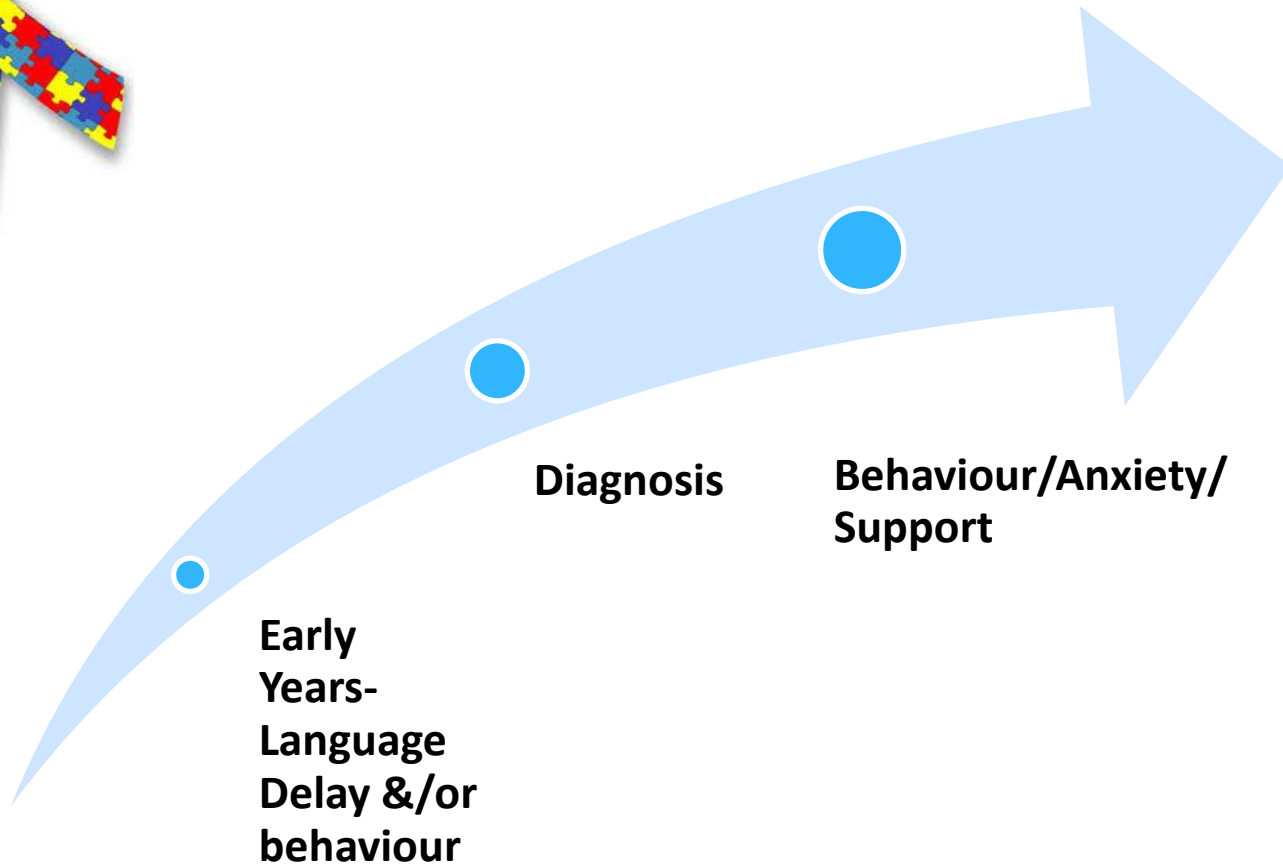 Early
Years-
Language
Delay &/or
behaviour
Diagnosis
Behaviour/Anxiety/
Support